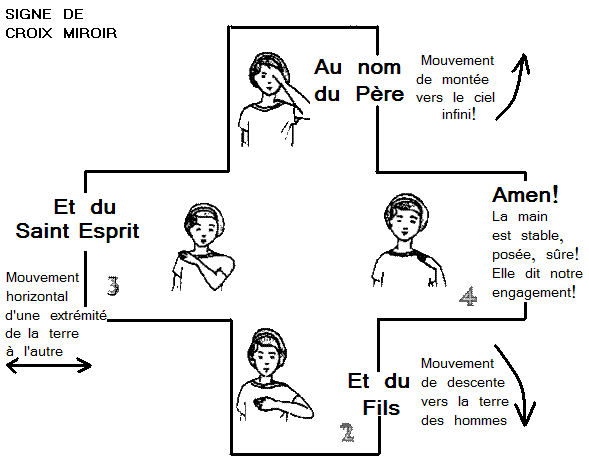 SIGNE DE
CROIX MIROIR
Au nom
du Père
Mouvement
de montée
vers le ciel
infini!
Et du
Saint Esprit
3
Mouvement
horizontal
d'une extrémité
de la terre
à l'autre
Amen!
La main
est stable,
posée, sûre!
Elle dit notre
engagement!
4
Et du
Fils
2
Mouvement
de descente
vers la terre
des hommes